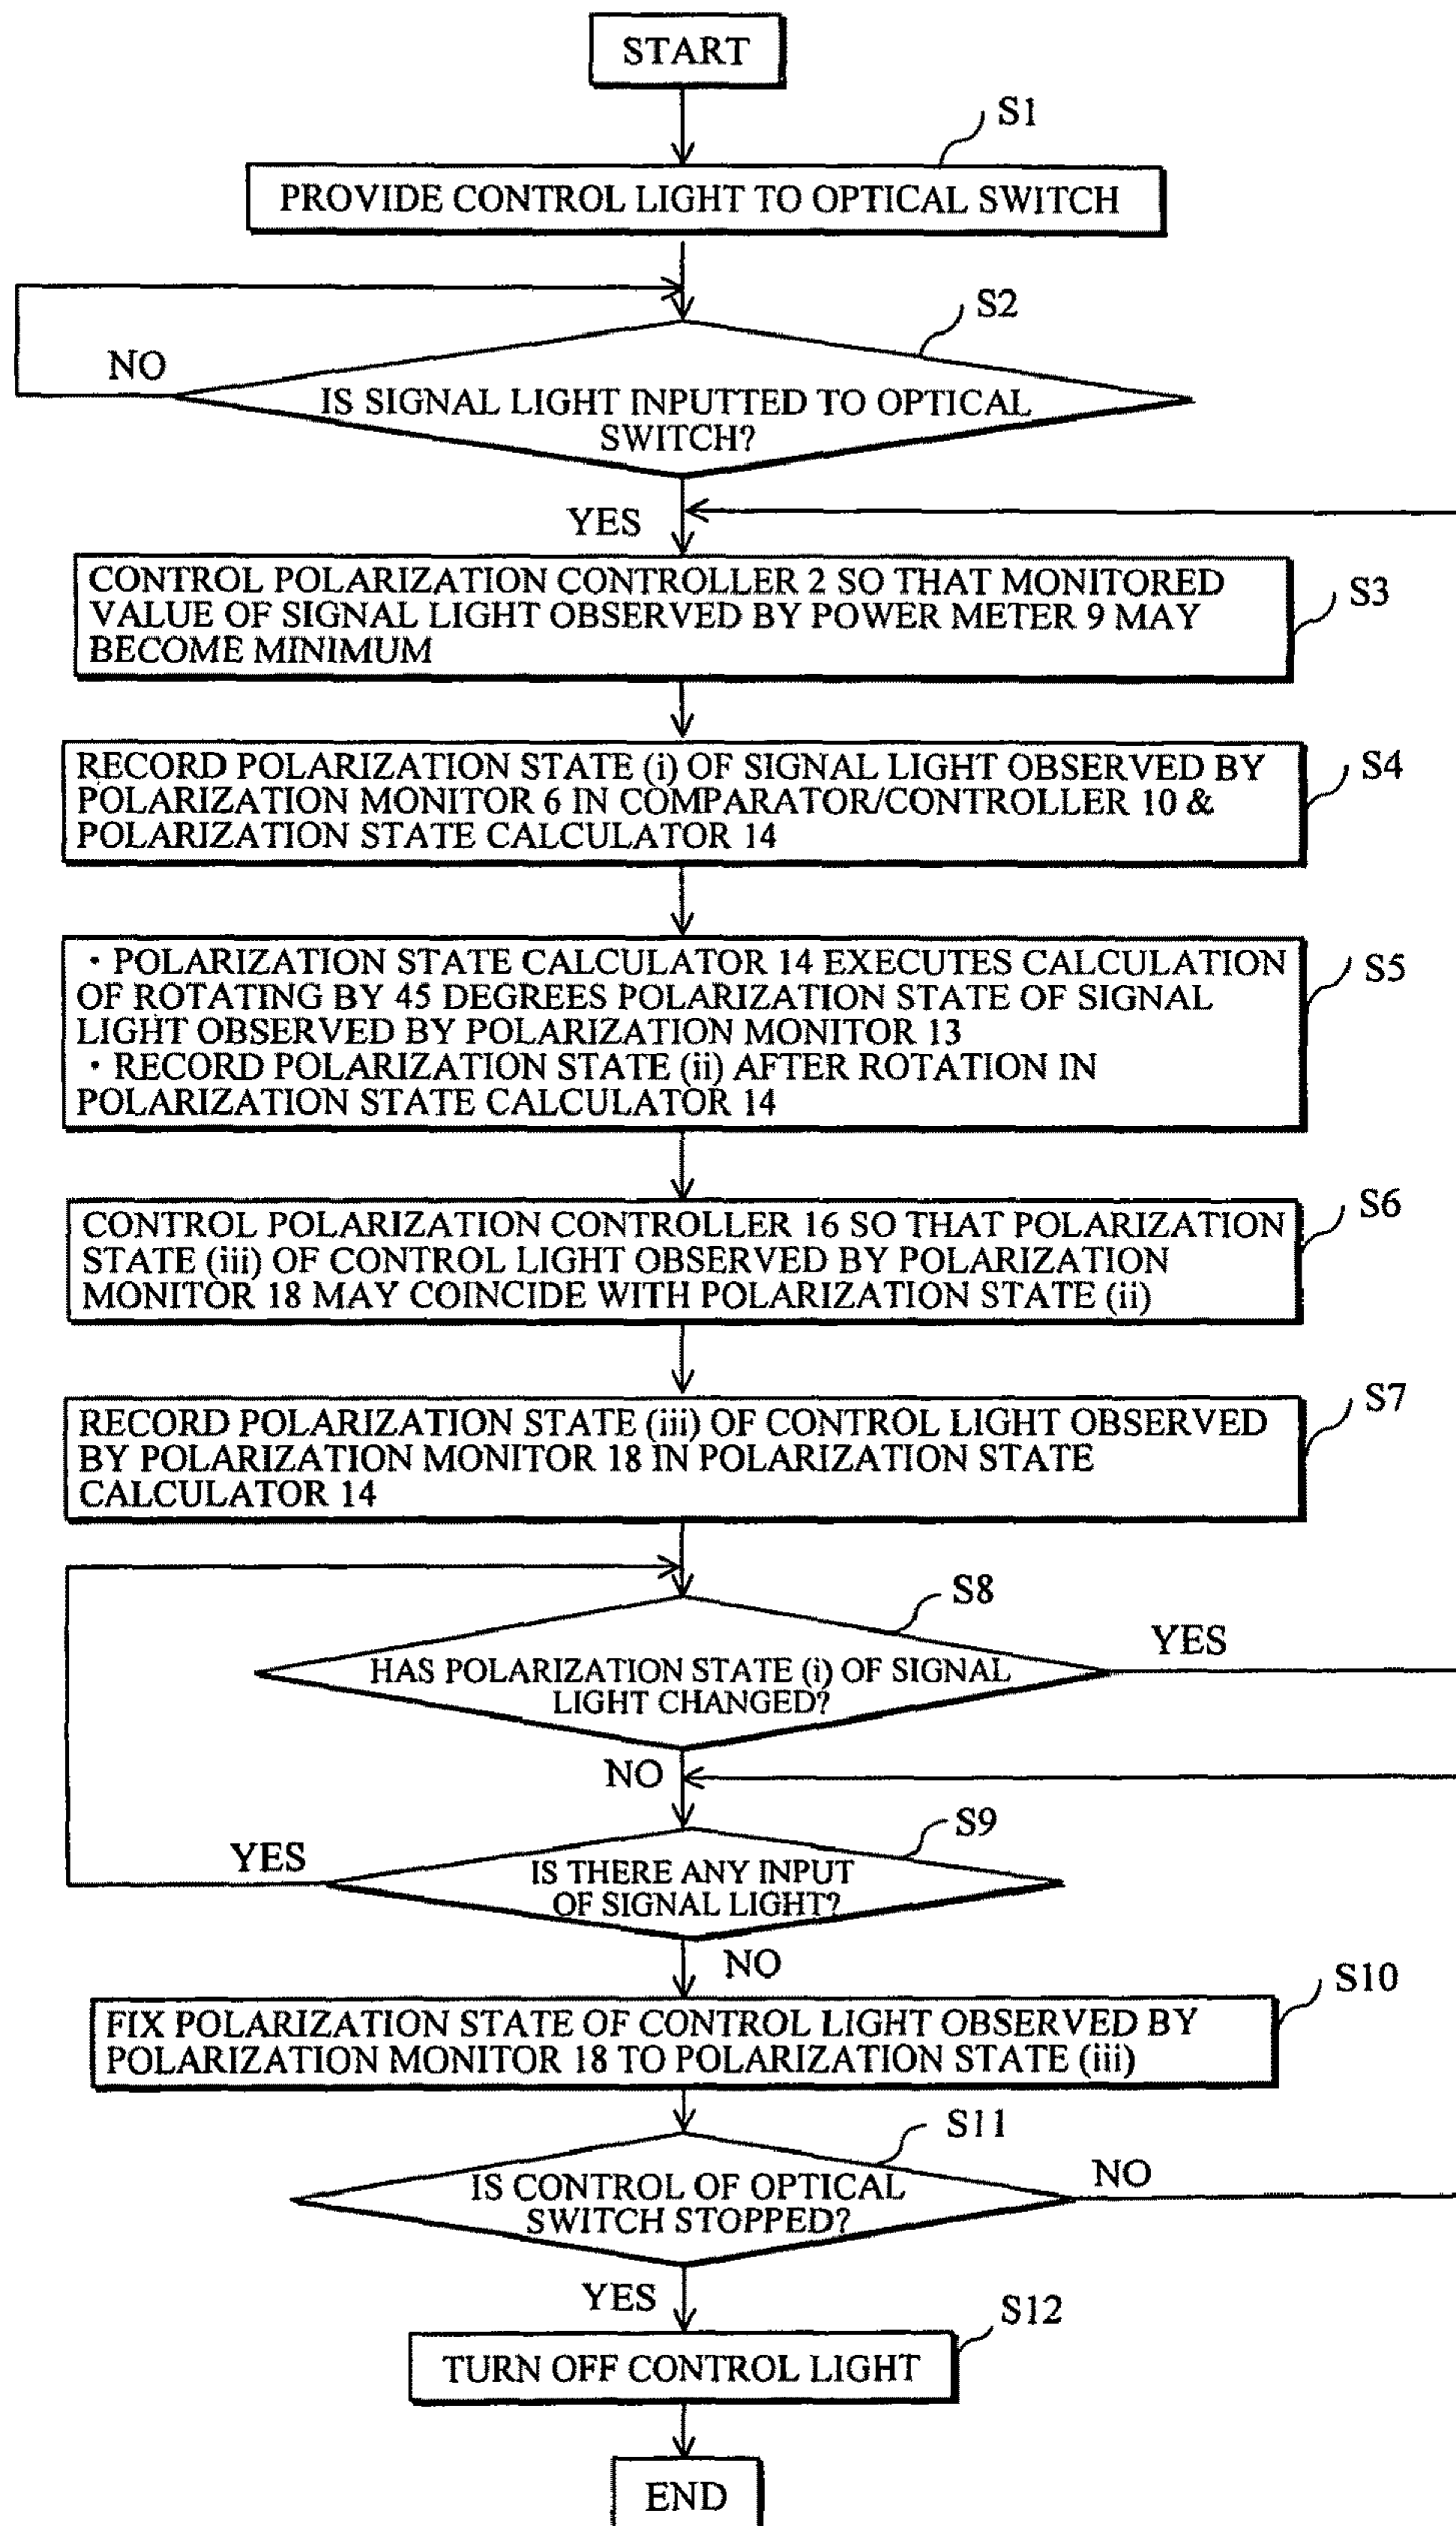 START
S1
PROVIDE CONTROL LIGHT TO OPTICAL SWITCH
S2
NO
IS SIGNAL LIGHT INPUTTED TO OPTICAL
SWITCH?
YES
CONTROL POLARIZATION CONTROLLER 2 SO THAT MONITORED
VALUE OF SIGNAL LIGHT OBSERVED BY POWER METER 9 MAY
BECOME MINIMUM
S3
RECORD POLARIZATION STATE (i) OF SIGNAL LIGHT OBSERVED BY
POLARIZATION MONITOR 6 IN COMPARATOR/CONTROLLER 10 &
POLARIZATION STATE CALCULATOR 14
S4
・POLARIZATION STATE CALCULATOR 14 EXECUTES CALCULATION
OF ROTATING BY 45 DEGREES POLARIZATION STATE OF SIGNAL
LIGHT OBSERVED BY POLARIZATION MONITOR 13
・RECORD POLARIZATION STATE (ii) AFTER ROTATION IN
POLARIZATION STATE CALCULATOR 14
S5
CONTROL POLARIZATION CONTROLLER 16 SO THAT POLARIZATION
STATE (iii) OF CONTROL LIGHT OBSERVED BY POLARIZATION
MONITOR 18 MAY COINCIDE WITH POLARIZATION STATE (ii)
S6
RECORD POLARIZATION STATE (iii) OF CONTROL LIGHT OBSERVED
BY POLARIZATION MONITOR 18 IN POLARIZATION STATE
CALCULATOR 14
S7
S8
YES
HAS POLARIZATION STATE (i) OF SIGNAL
LIGHT CHANGED?
NO
S9
YES
IS THERE ANY INPUT
OF SIGNAL LIGHT?
NO
S10
FIX POLARIZATION STATE OF CONTROL LIGHT OBSERVED BY
POLARIZATION MONITOR 18 TO POLARIZATION STATE (iii)
S11
NO
IS CONTROL OF OPTICAL
SWITCH STOPPED?
YES
S12
TURN OFF CONTROL LIGHT
END